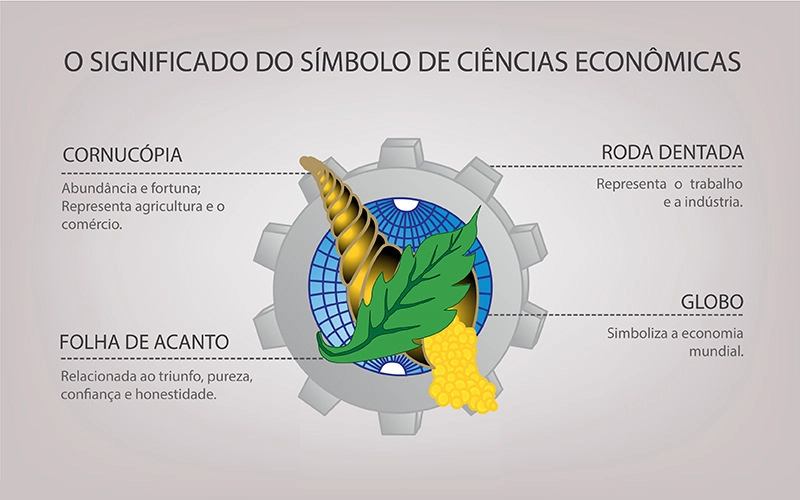 O SIGNIFICADO DO SÍMBOLO DE CIÊNCIAS ECONÔMICAS
CORNUCÓPIA
Abundância e fortuna;
Representa agricultura e o
comércio.
RODA DENTADA
Representa o trabalho
e a indústria.
FOLHA DE ACANTO
Relacionada ao triunfo, pureza,
confiança e honestidade.
GLOBO
Simboliza a economia
mundial.